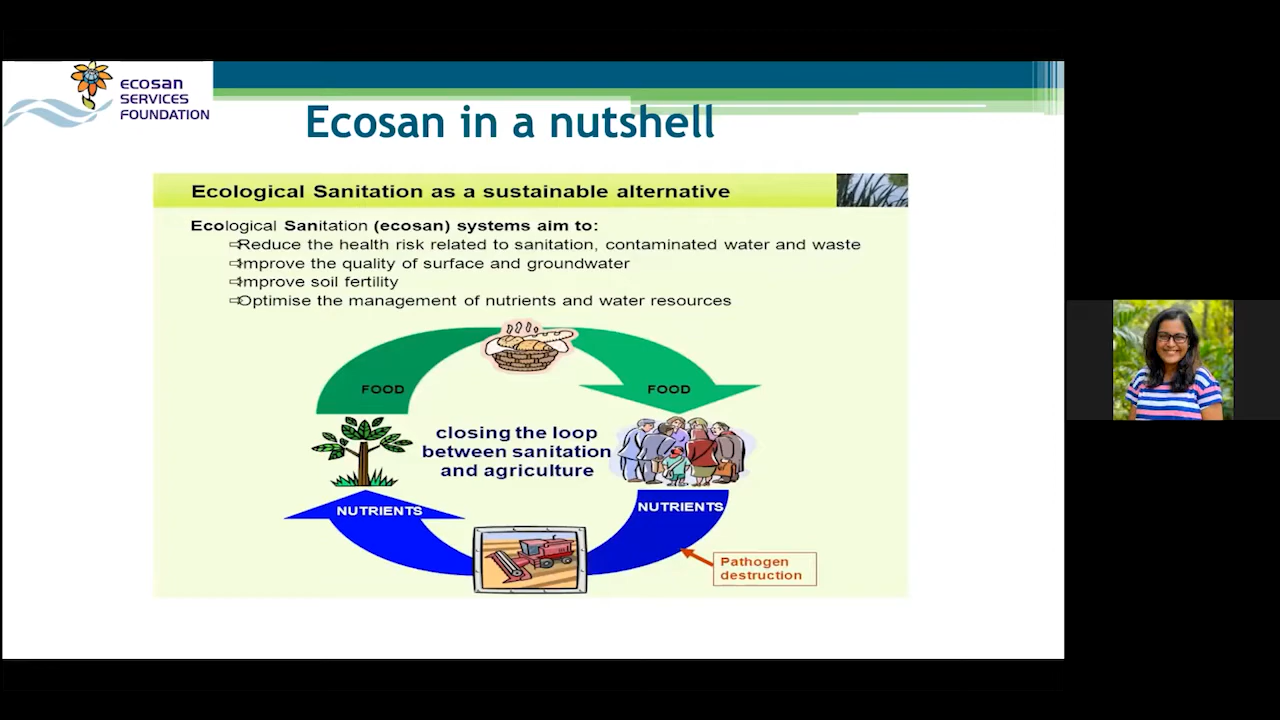 ecosan
SERVICES
FOUNDATION
Ecosan in a nutshell
Ecological Sanitation as a sustainable alternative
Ecological Sanitation (ecosan) systems aim to:
⇨Reduce the health risk related to sanitation, contaminated water and waste
⇨Improve the quality of surface and groundwater
⇨Improve soil fertility
⇨Optimise the management of nutrients and water resources
FOOD
FOOD
closing the loop
between sanitation
and agriculture
NUTRIENTS
NUTRIENTS
Pathogen
destruction